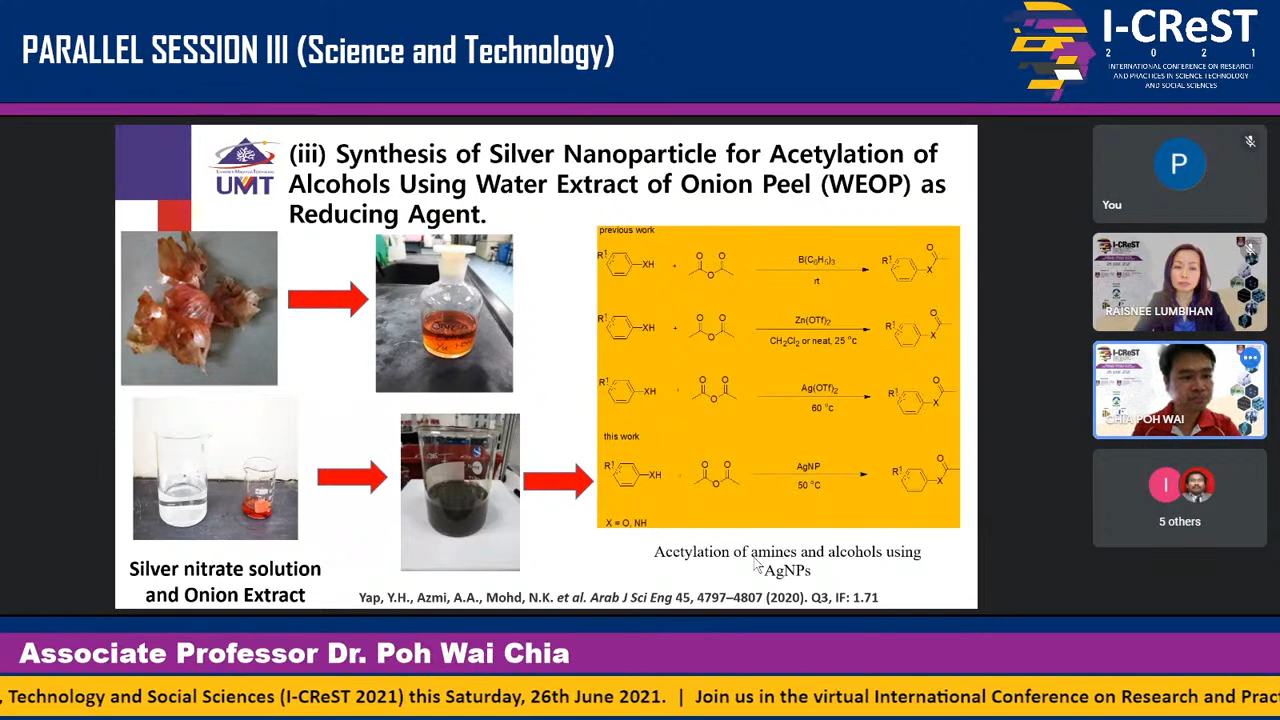 PARALLEL SESSION III (Science and Technology)
I-CReST
2 0 2 1
INTERNATIONAL CONFERENCE ON RESEARCH
AND PRACTICES IN SCIENCE TECHNOLOGY
AND SOCIAL SCIENCES
UMT
(iii) Synthesis of Silver Nanoparticle for Acetylation of
Alcohols Using Water Extract of Onion Peel (WEOP) as
Reducing Agent.
previous work
R¹ XH + O O O B(C₆H₅)₃ R¹ O X
rt
R¹ XH + O O O Zn(OTf)₂ R¹ O X
CH₂Cl₂ or neat, 25 °c
R¹ XH O O O Ag(OTf)₂ R¹ O X
60 °c
this work
R¹ XH O O O AgNP R¹ O X
50 °C
X = O, NH
Silver nitrate solution
and Onion Extract
Acetylation of amines and alcohols using
AgNPs
Yap, Y.H., Azmi, A.A., Mohd, N.K. et al. Arab J Sci Eng 45, 4797–4807 (2020). Q3, IF: 1.71
P
You
I-CReST
RAISNEE LUMBIHAN
I-CReST
CHIA POH WAI
I
5 others
Associate Professor Dr. Poh Wai Chia
, Technology and Social Sciences (I-CReST 2021) this Saturday, 26th June 2021. | Join us in the virtual International Conference on Research and Prac